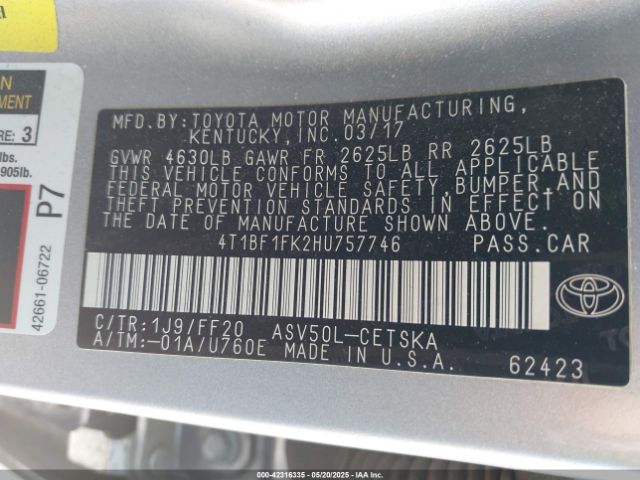 MFD.BY:TOYOTA MOTOR MANUFACTURING,
KENTUCKY,INC.03/17
GVWR 4630LB GAWR FR 2625LB RR 2625LB
THIS VEHICLE CONFORMS TO ALL APPLICABLE
FEDERAL MOTOR VEHICLE SAFETY,BUMPER,AND
THEFT PREVENTION STANDARDS IN EFFECT ON
THE DATE OF MANUFACTURE SHOWN ABOVE.
4T1BF1FK2HU757746 PASS.CAR
C/TR:1J9/FF20 ASV50L-CETSKA
A/TM:-01A/U760E MADE IN U.S.A.
62423
RE: 3
lbs.
905lb.
P7
42661-06722
000-42316335 - 05/20/2025 - IAAI.COM